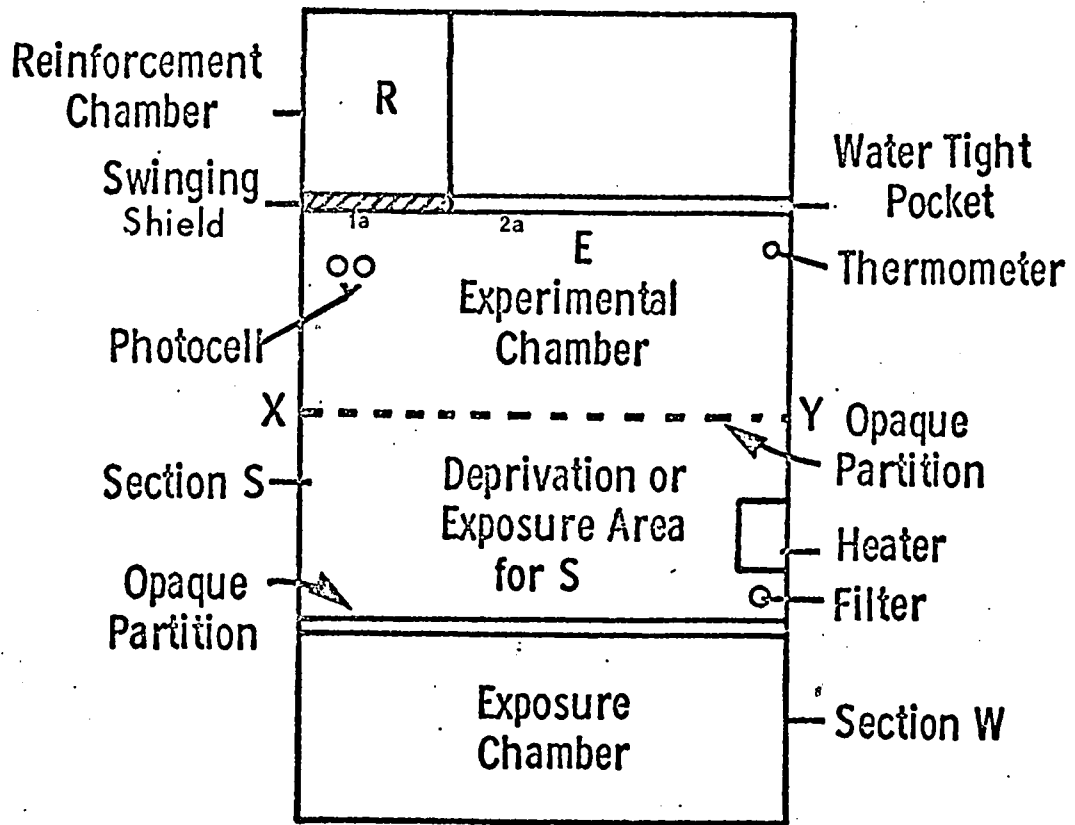 Reinforcement
Chamber
R
Swinging
Shield
Water Tight
Pocket
1a
2a
E
Experimental
Chamber
Thermometer
Photocell
X
Y
Opaque
Partition
Section S
Deprivation or
Exposure Area
for S
Heater
Opaque
Partition
Filter
Exposure
Chamber
Section W